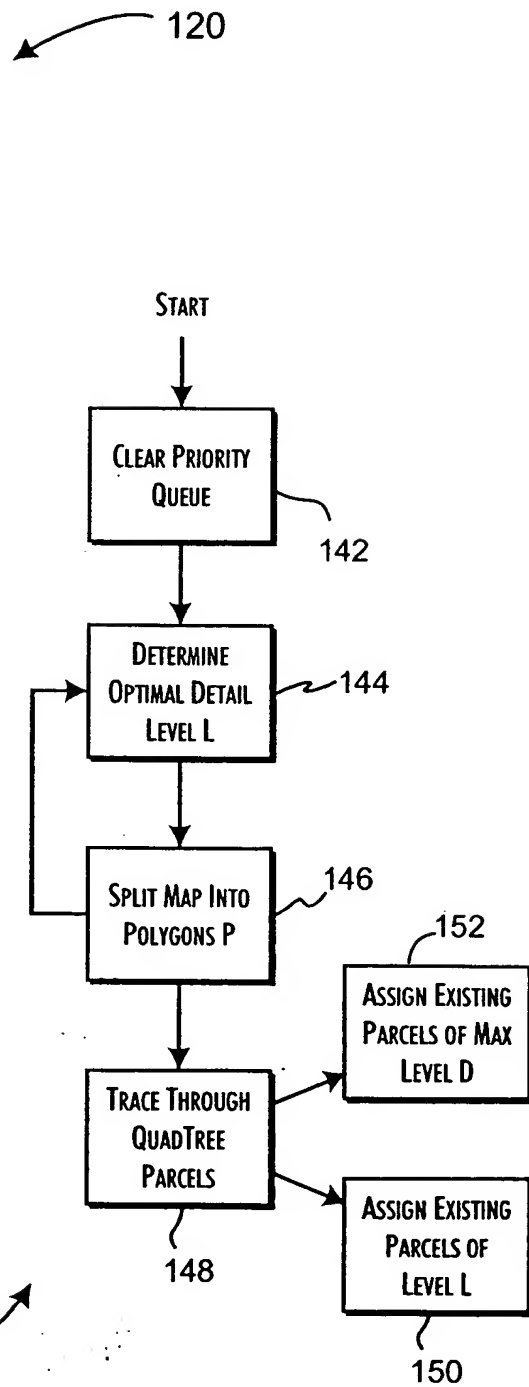 120
START
CLEAR PRIORITY
QUEUE
142
DETERMINE
OPTIMAL DETAIL
LEVEL L
144
SPLIT MAP INTO
POLYGONS P
146
152
ASSIGN EXISTING
PARCELS OF MAX
LEVEL D
TRACE THROUGH
QUADTREE
PARCELS
148
ASSIGN EXISTING
PARCELS OF
LEVEL L
150